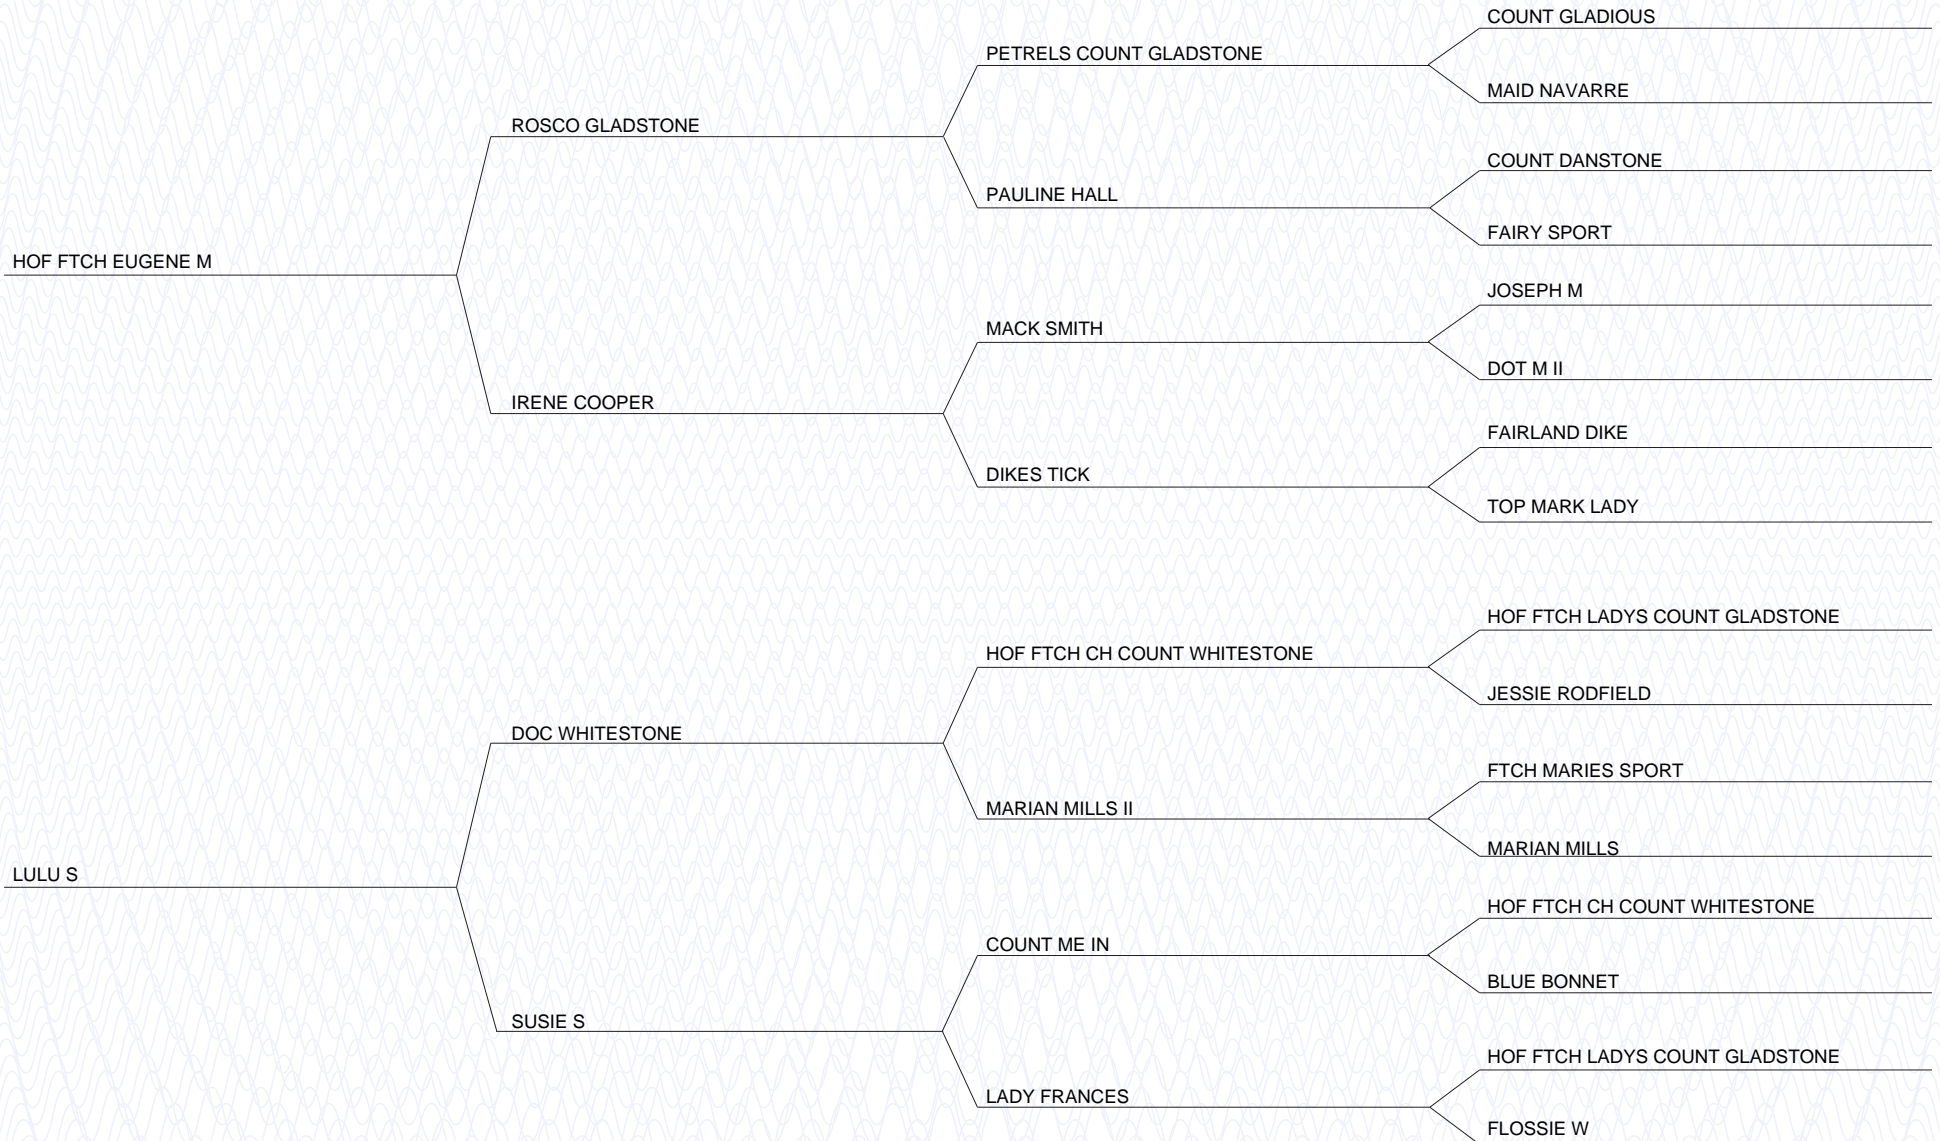 COUNT GLADIOUS
PETRELS COUNT GLADSTONE
MAID NAVARRE
ROSCO GLADSTONE
COUNT DANSTONE
PAULINE HALL
FAIRY SPORT
HOF FTCH EUGENE M
JOSEPH M
MACK SMITH
DOT M II
IRENE COOPER
FAIRLAND DIKE
DIKES TICK
TOP MARK LADY
HOF FTCH LADYS COUNT GLADSTONE
HOF FTCH CH COUNT WHITESTONE
JESSIE RODFIELD
DOC WHITESTONE
FTCH MARIES SPORT
MARIAN MILLS II
MARIAN MILLS
LULU S
HOF FTCH CH COUNT WHITESTONE
COUNT ME IN
BLUE BONNET
SUSIE S
HOF FTCH LADYS COUNT GLADSTONE
LADY FRANCES
FLOSSIE W